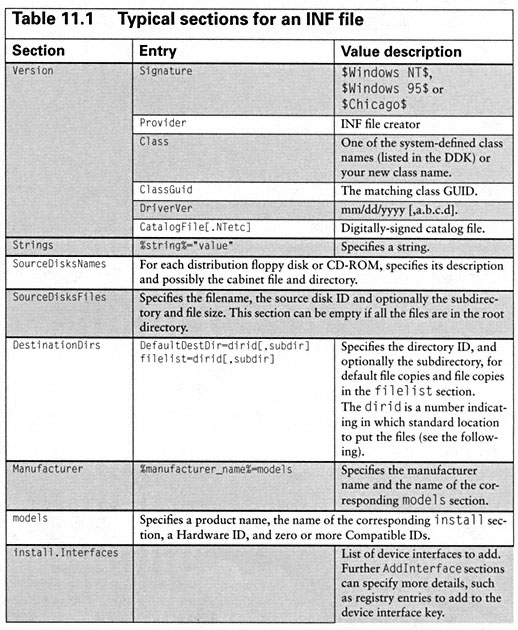 Table 11.1 Typical sections for an INF file
Section Entry Value description
Version Signature $Windows NT$,
$Windows 95$ or
$Chicago$
Provider INF file creator
Class One of the system-defined class
names (listed in the DDK) or
your new class name.
ClassGuid The matching class GUID.
DriverVer mm/dd/yyyy [,a.b.c.d].
CatalogFile[.NTetc] Digitally-signed catalog file.
Strings %string%="value" Specifies a string.
SourceDisksNames For each distribution floppy disk or CD-ROM, specifies its description
and possibly the cabinet file and directory.
SourceDisksFiles Specifies the filename, the source disk ID and optionally the subdirec-
tory and file size. This section can be empty if all the files are in the root
directory.
DestinationDirs DefaultDestDir=dirid[.subdir] Specifies the directory ID, and
filelist=dirid[.subdir] optionally the subdirectory, for
default file copies and file copies
in the filelist section.
The dirid is a number indicat-
ing in which standard location
to put the files (see the follow-
ing).
Manufacturer %manufacturer_name%=models Specifies the manufacturer
name and the name of the cor-
responding models section.
models Specifies a product name, the name of the corresponding install sec-
tion, a Hardware ID, and zero or more Compatible IDs.
install.Interfaces List of device interfaces to add.
Further AddInterface sections
can specify more details, such
as registry entries to add to the
device interface key.